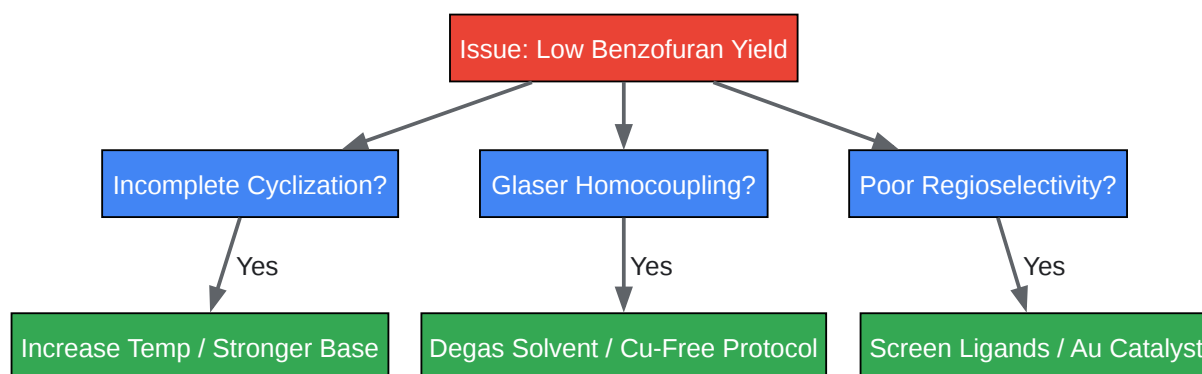 Issue: Low Benzofuran Yield
Incomplete Cyclization?
Glaser Homocoupling?
Poor Regioselectivity?
Yes
Yes
Yes
Increase Temp / Stronger Base
Degas Solvent / Cu-Free Protocol
Screen Ligands / Au Catalyst